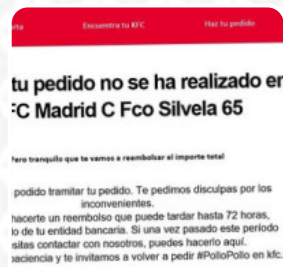 rta Encuentra tu KFC Haz tu pedido
tu pedido no se ha realizado en
FC Madrid C Fco Silvela 65
Pero tranquilo que te vamos a reembolsar el importe total
podido tramitar tu pedido. Te pedimos disculpas por los
inconvenientes.
hacerte un reembolso que puede tardar hasta 72 horas,
lo de tu entidad bancaria. Si una vez pasado este periodo
sitas contactar con nosotros, puedes hacerlo aquí.
paciencia y te invitamos a volver a pedir #PolloPollo en kfc.